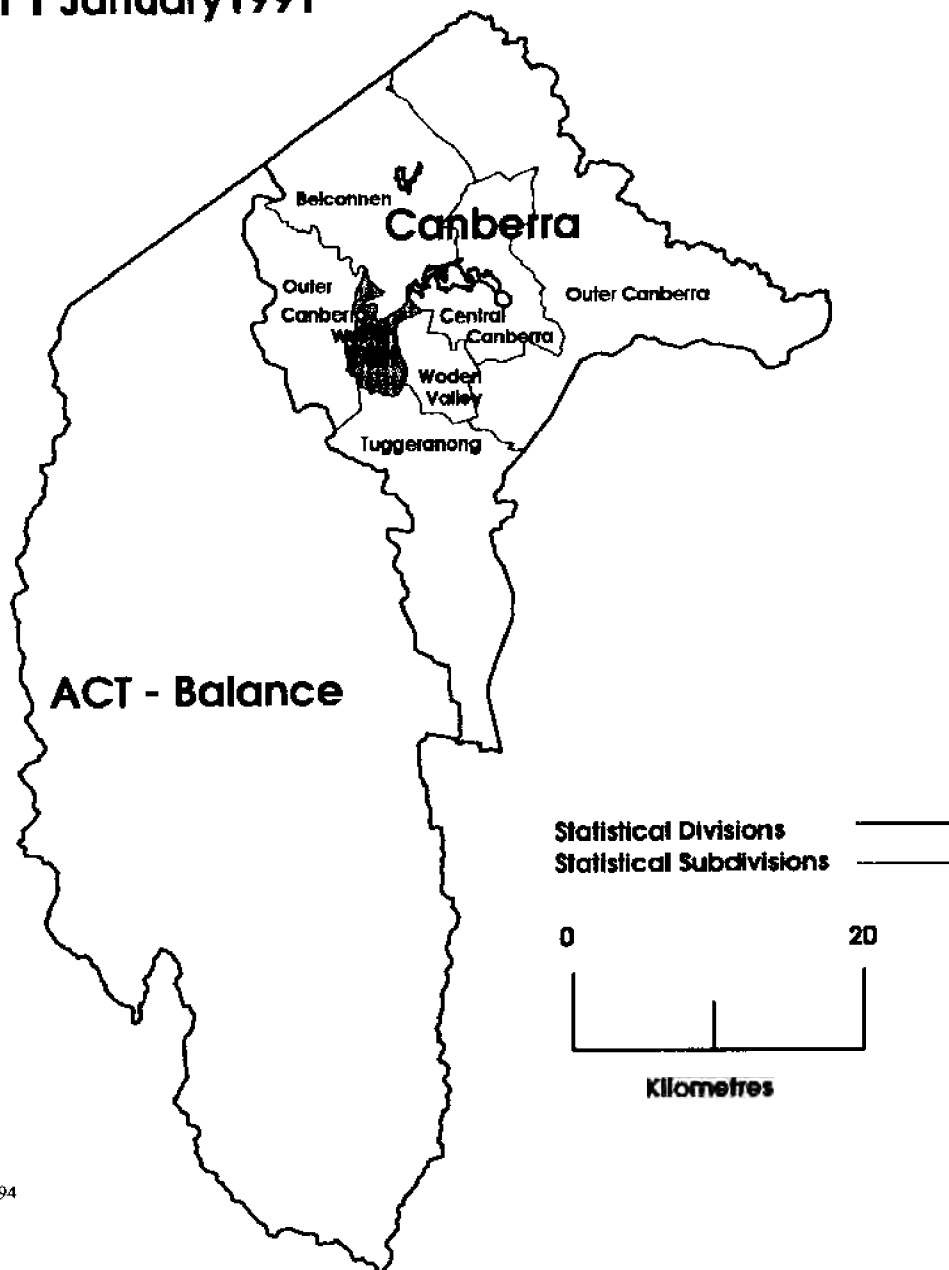 1 January 1991
Belconnen
Canberra
Outer
Canberra
Outer Canberra
Central
Canberra
Woden
Valley
Tuggeranong
ACT - Balance
Statistical Divisions
Statistical Subdivisions
0 20
Kilometres
94